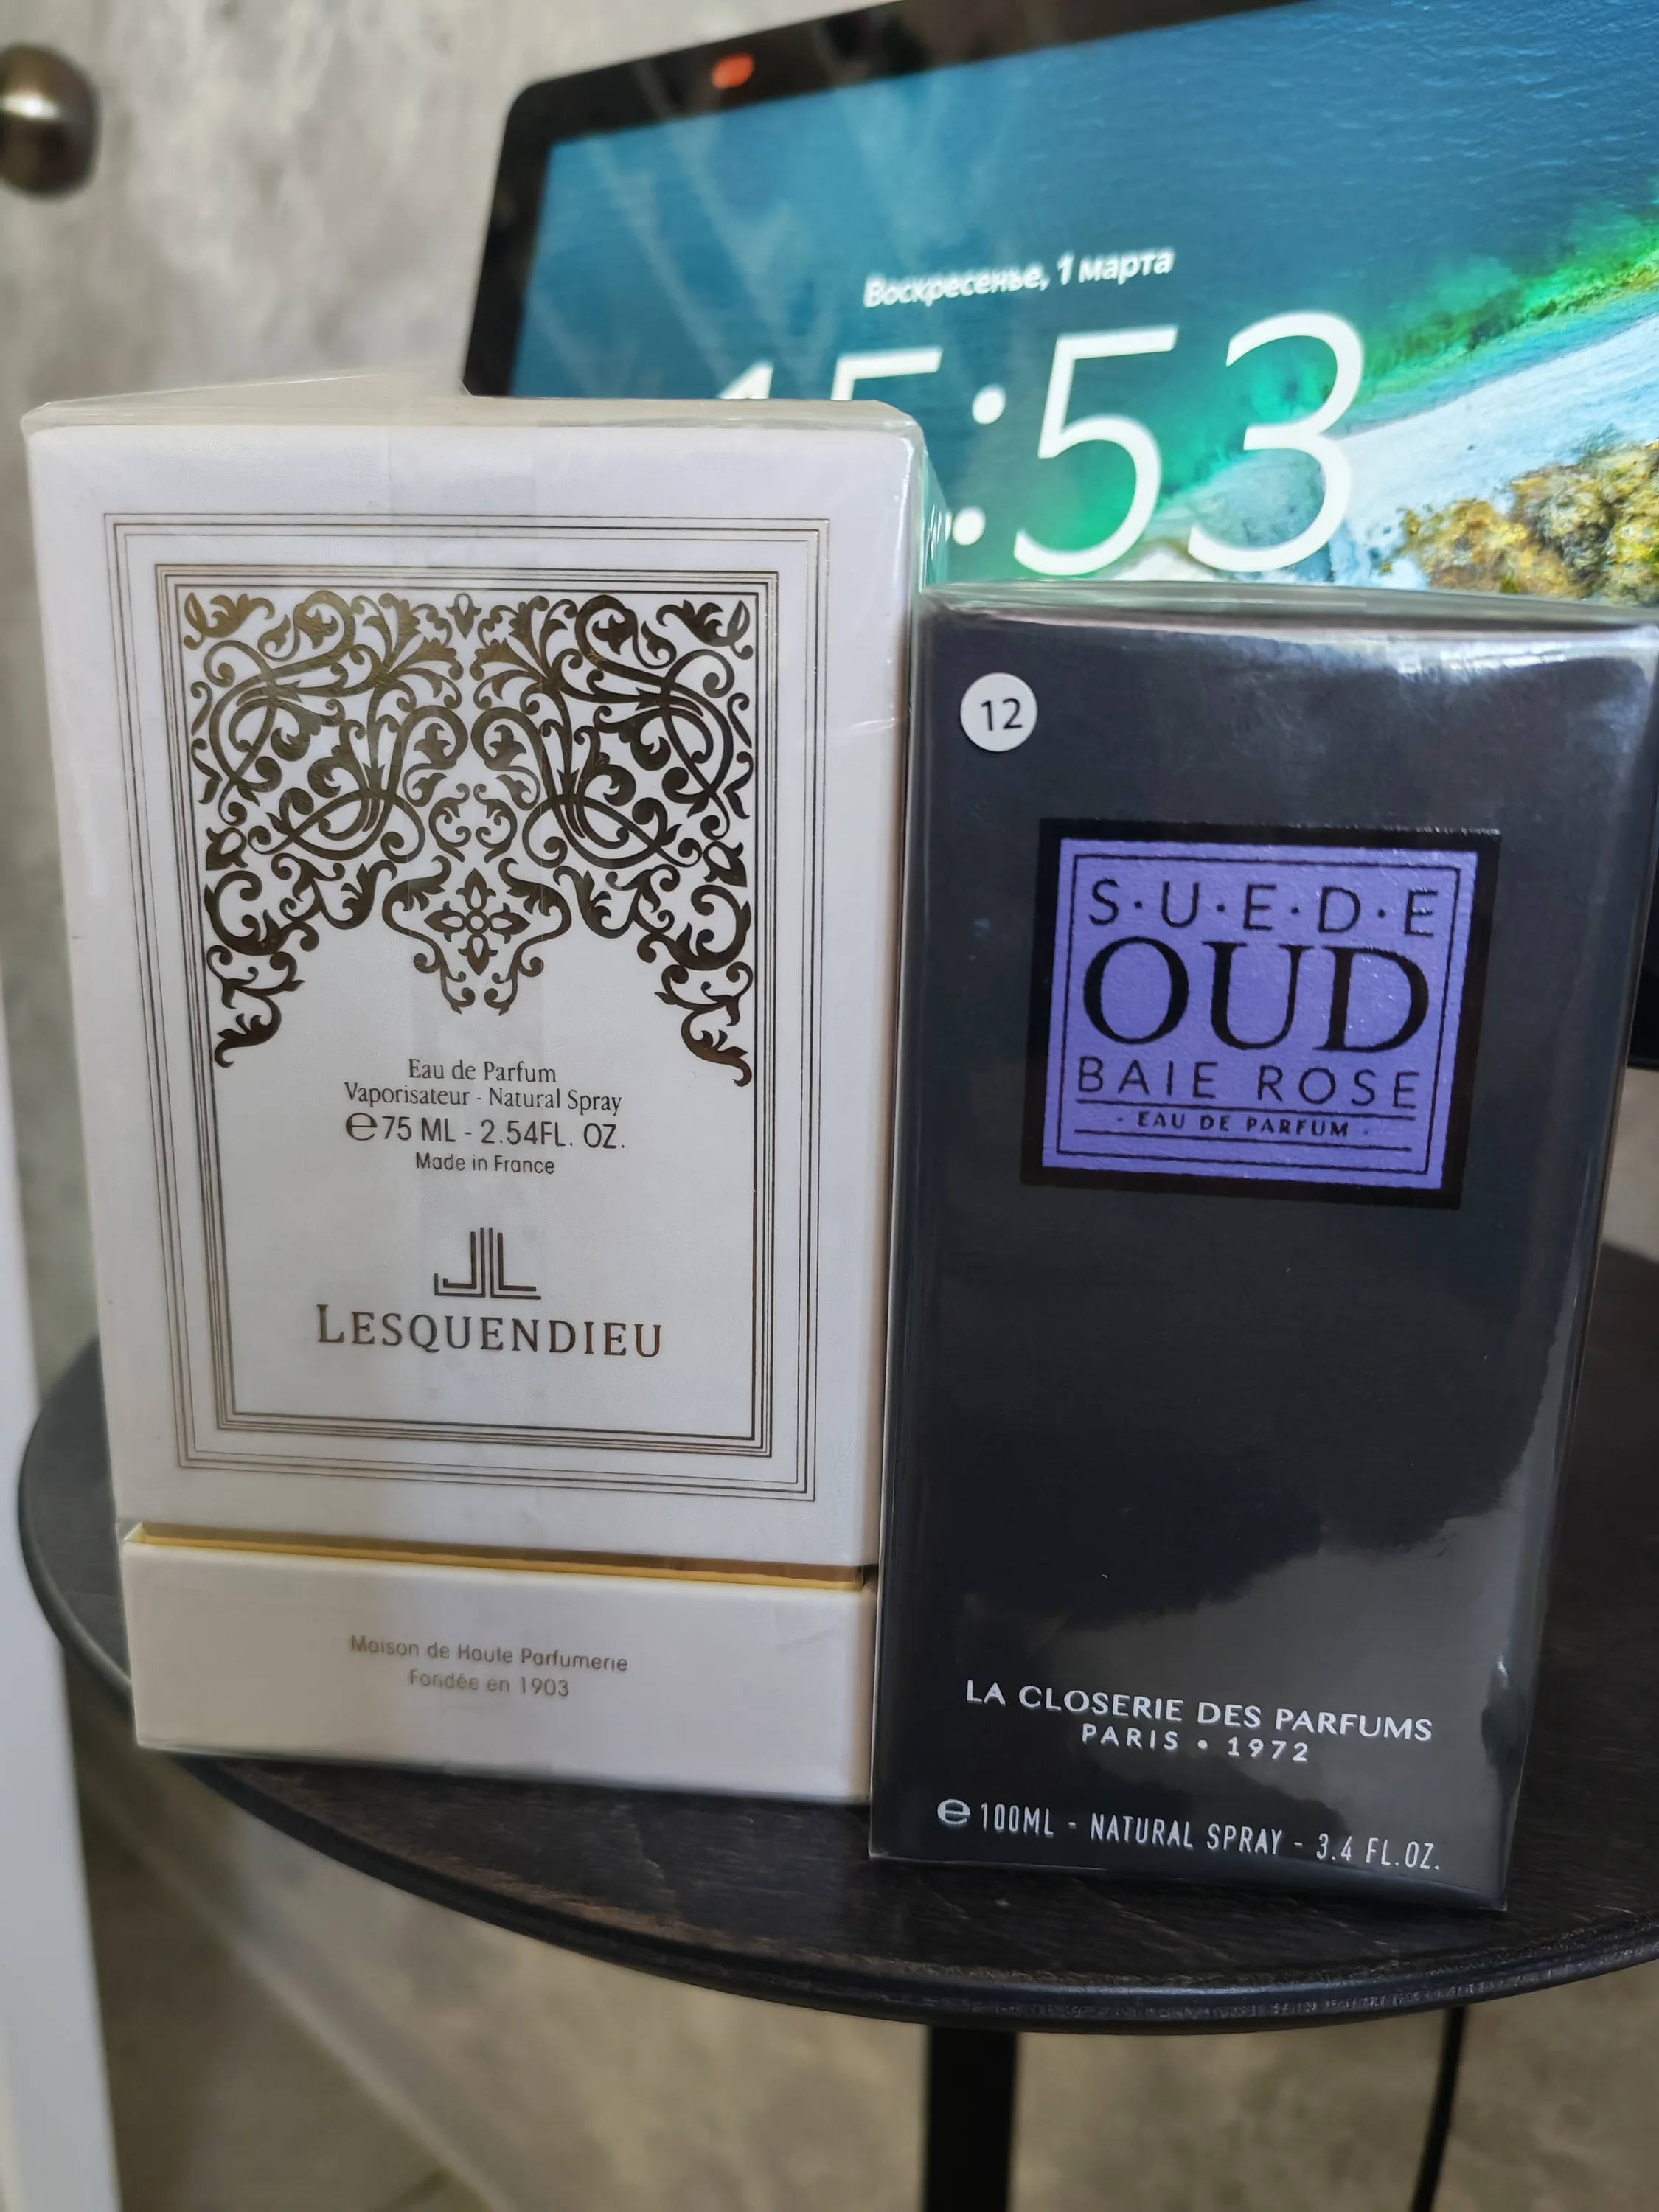 Воскресенье, 1 марта
15:53
Eau de Parfum
Vaporisateur - Natural Spray
℮75 ML - 2.54FL. OZ.
Made in France
LESQUENDIEU
Maison de Haute Parfumerie
Fondée en 1903
12
S·U·E·D·E
OUD
BAIE ROSE
· EAU DE PARFUM ·
LA CLOSERIE DES PARFUMS
PARIS • 1972
℮100ML - NATURAL SPRAY - 3.4 FL.OZ.